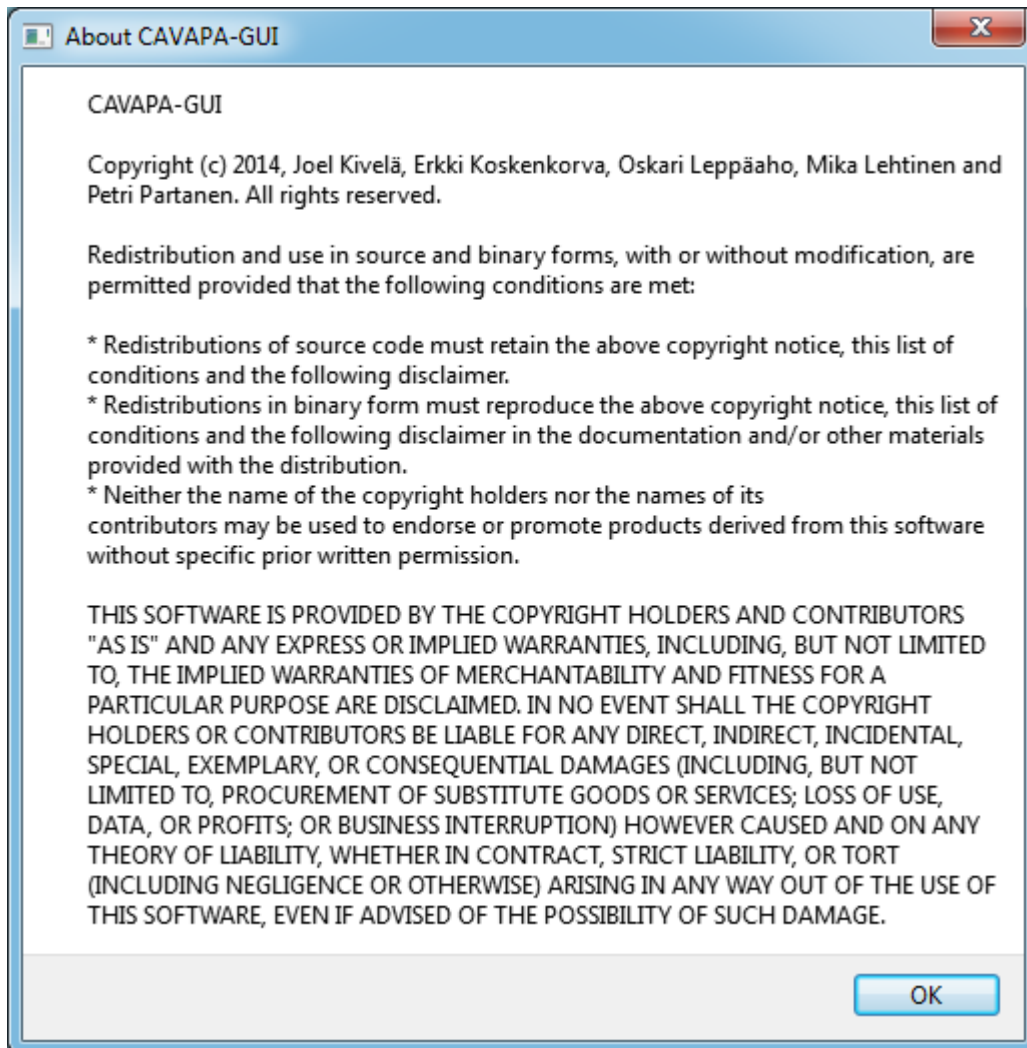 About CAVAPA-GUI
CAVAPA-GUI
Copyright (c) 2014, Joel Kivelä, Erkki Koskenkorva, Oskari Leppäaho, Mika Lehtinen and
Petri Partanen. All rights reserved.
Redistribution and use in source and binary forms, with or without modification, are
permitted provided that the following conditions are met:
* Redistributions of source code must retain the above copyright notice, this list of
conditions and the following disclaimer.
* Redistributions in binary form must reproduce the above copyright notice, this list of
conditions and the following disclaimer in the documentation and/or other materials
provided with the distribution.
* Neither the name of the copyright holders nor the names of its
contributors may be used to endorse or promote products derived from this software
without specific prior written permission.
THIS SOFTWARE IS PROVIDED BY THE COPYRIGHT HOLDERS AND CONTRIBUTORS
"AS IS" AND ANY EXPRESS OR IMPLIED WARRANTIES, INCLUDING, BUT NOT LIMITED
TO, THE IMPLIED WARRANTIES OF MERCHANTABILITY AND FITNESS FOR A
PARTICULAR PURPOSE ARE DISCLAIMED. IN NO EVENT SHALL THE COPYRIGHT
HOLDERS OR CONTRIBUTORS BE LIABLE FOR ANY DIRECT, INDIRECT, INCIDENTAL,
SPECIAL, EXEMPLARY, OR CONSEQUENTIAL DAMAGES (INCLUDING, BUT NOT
LIMITED TO, PROCUREMENT OF SUBSTITUTE GOODS OR SERVICES; LOSS OF USE,
DATA, OR PROFITS; OR BUSINESS INTERRUPTION) HOWEVER CAUSED AND ON ANY
THEORY OF LIABILITY, WHETHER IN CONTRACT, STRICT LIABILITY, OR TORT
(INCLUDING NEGLIGENCE OR OTHERWISE) ARISING IN ANY WAY OUT OF THE USE OF
THIS SOFTWARE, EVEN IF ADVISED OF THE POSSIBILITY OF SUCH DAMAGE.
OK